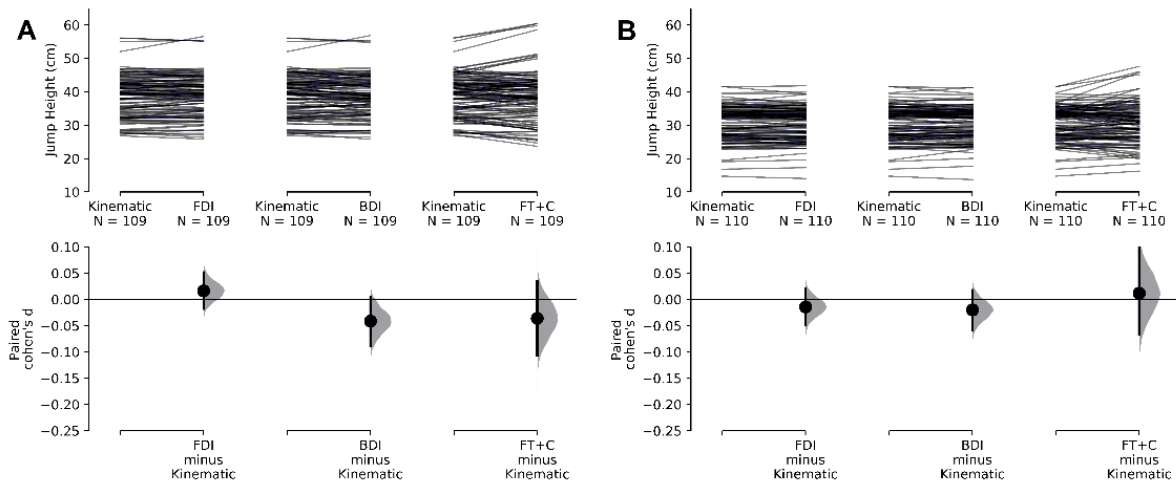 A
Jump Height (cm)
60
50
40
30
20
10
Kinematic
N = 109
FDI
N = 109
Kinematic
N = 109
BDI
N = 109
Kinematic
N = 109
FT+C
N = 109
Paired
cohen's d
0.10
0.05
0.00
−0.05
−0.10
−0.15
−0.20
−0.25
FDI
minus
Kinematic
BDI
minus
Kinematic
FT+C
minus
Kinematic
B
Jump Height (cm)
60
50
40
30
20
10
Kinematic
N = 110
FDI
N = 110
Kinematic
N = 110
BDI
N = 110
Kinematic
N = 110
FT+C
N = 110
Paired
cohen's d
0.10
0.05
0.00
−0.05
−0.10
−0.15
−0.20
−0.25
FDI
minus
Kinematic
BDI
minus
Kinematic
FT+C
minus
Kinematic